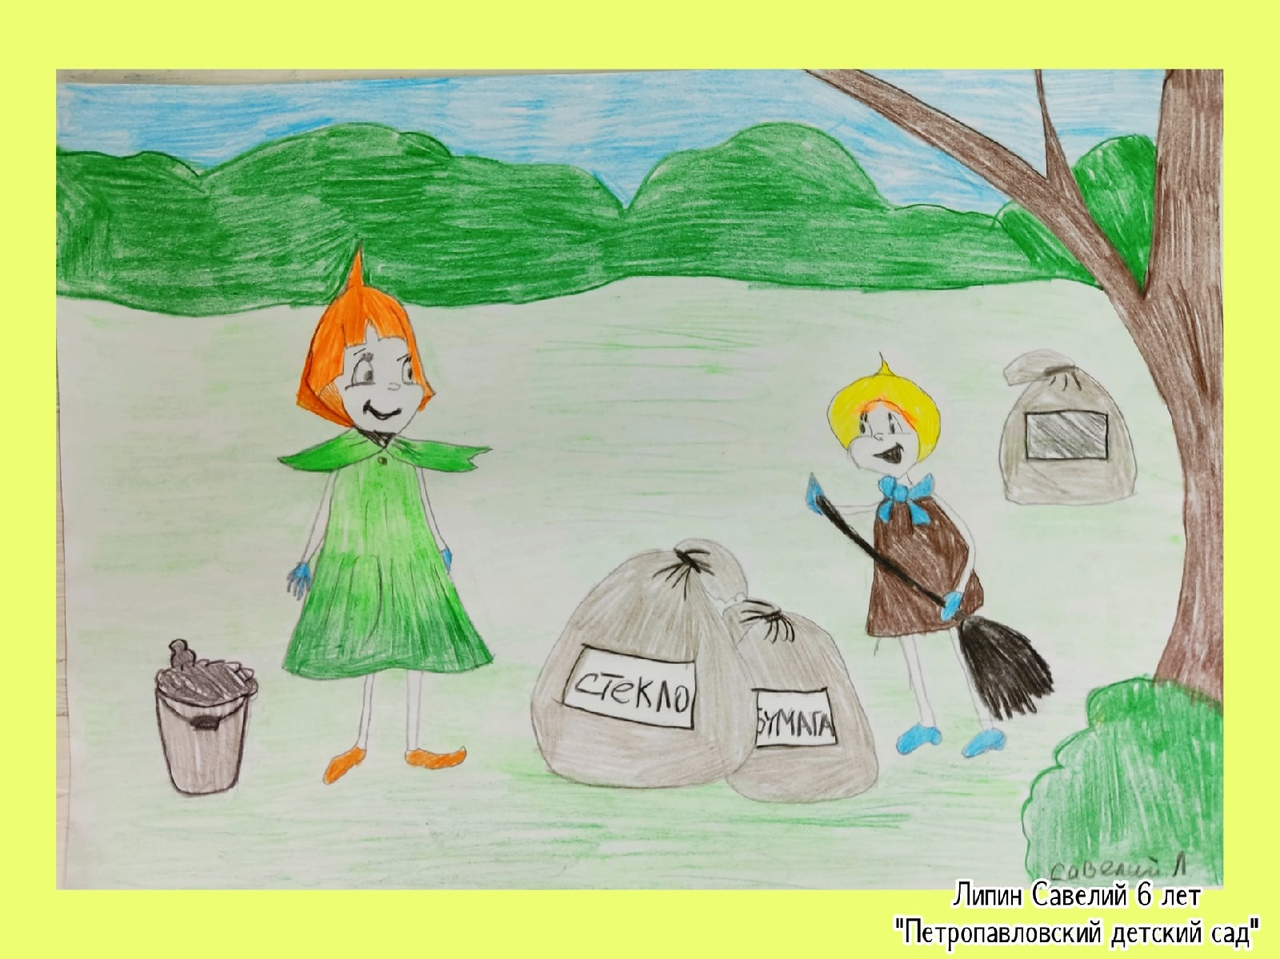 стекло
БУМАГА
савелий Л
Липин Савелий 6 лет
"Петропавловский детский сад"